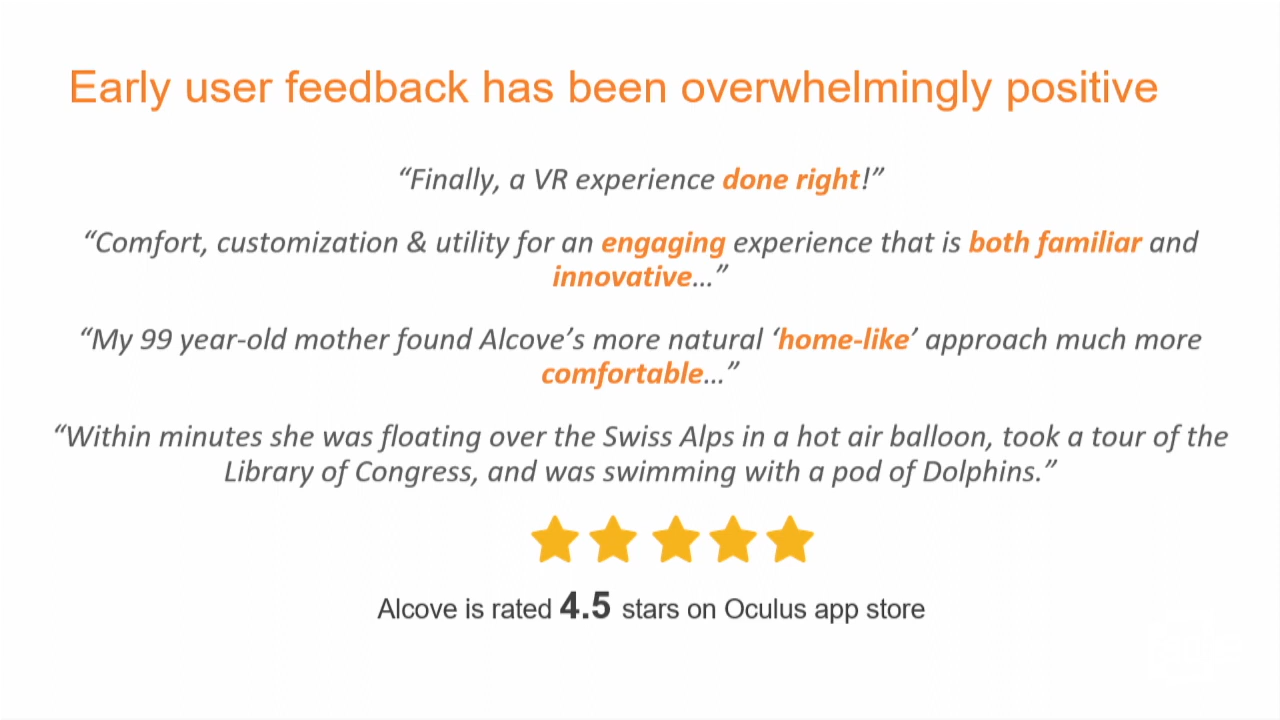 Early user feedback has been overwhelmingly positive
“Finally, a VR experience done right!”
“Comfort, customization & utility for an engaging experience that is both familiar and
innovative…”
“My 99 year-old mother found Alcove’s more natural ‘home-like’ approach much more
comfortable…”
“Within minutes she was floating over the Swiss Alps in a hot air balloon, took a tour of the
Library of Congress, and was swimming with a pod of Dolphins.”
Alcove is rated 4.5 stars on Oculus app store